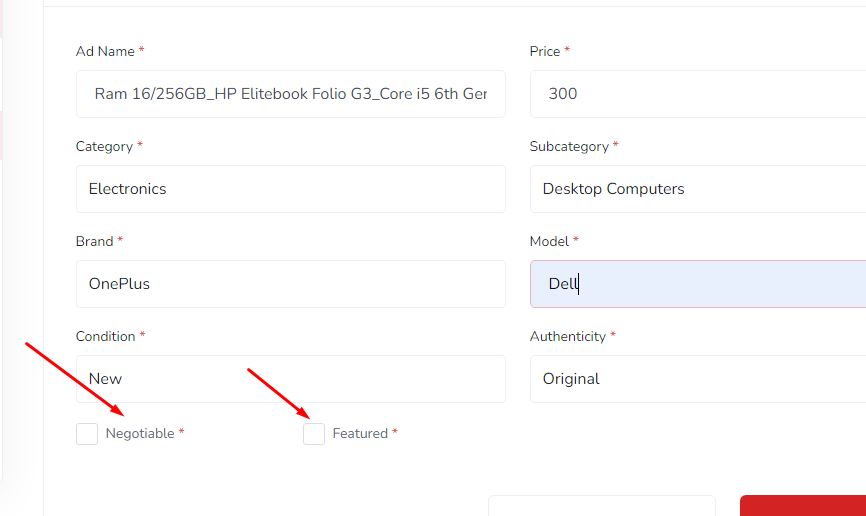 Ad Name *
Price *
Ram 16/256GB_HP Elitebook Folio G3_Core i5 6th Ger
300
Category *
Subcategory *
Electronics
Desktop Computers
Brand *
Model *
OnePlus
Dell
Condition *
Authenticity *
New
Original
Negotiable *
Featured *